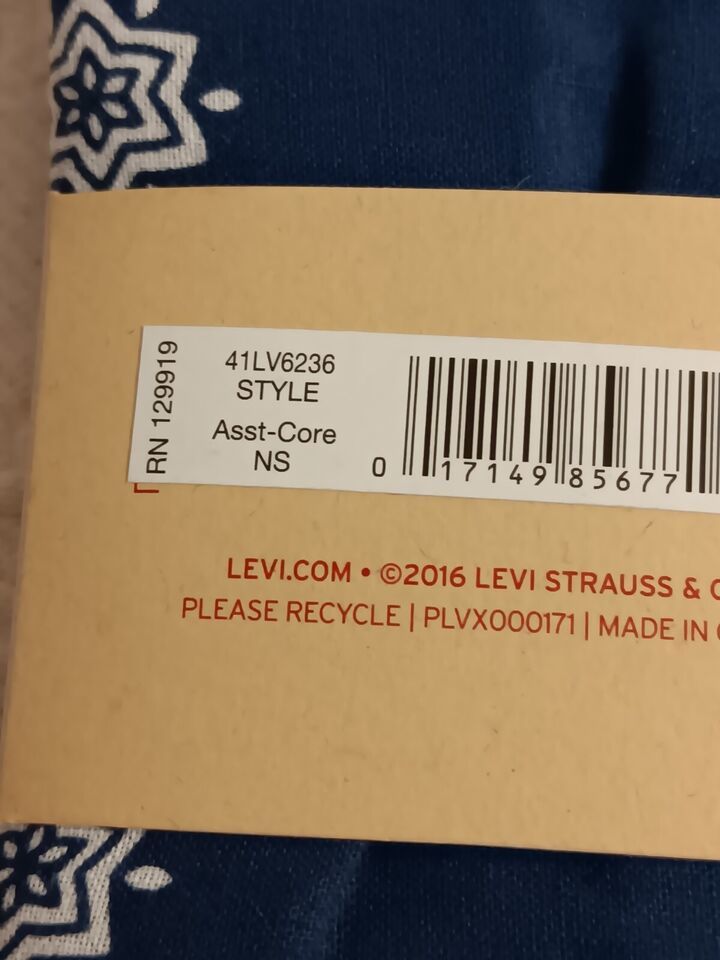 RN 129919
41LV6236
STYLE
Asst-Core
NS
0 17149 85677
LEVI.COM • ©2016 LEVI STRAUSS &
PLEASE RECYCLE | PLVX000171 | MADE IN